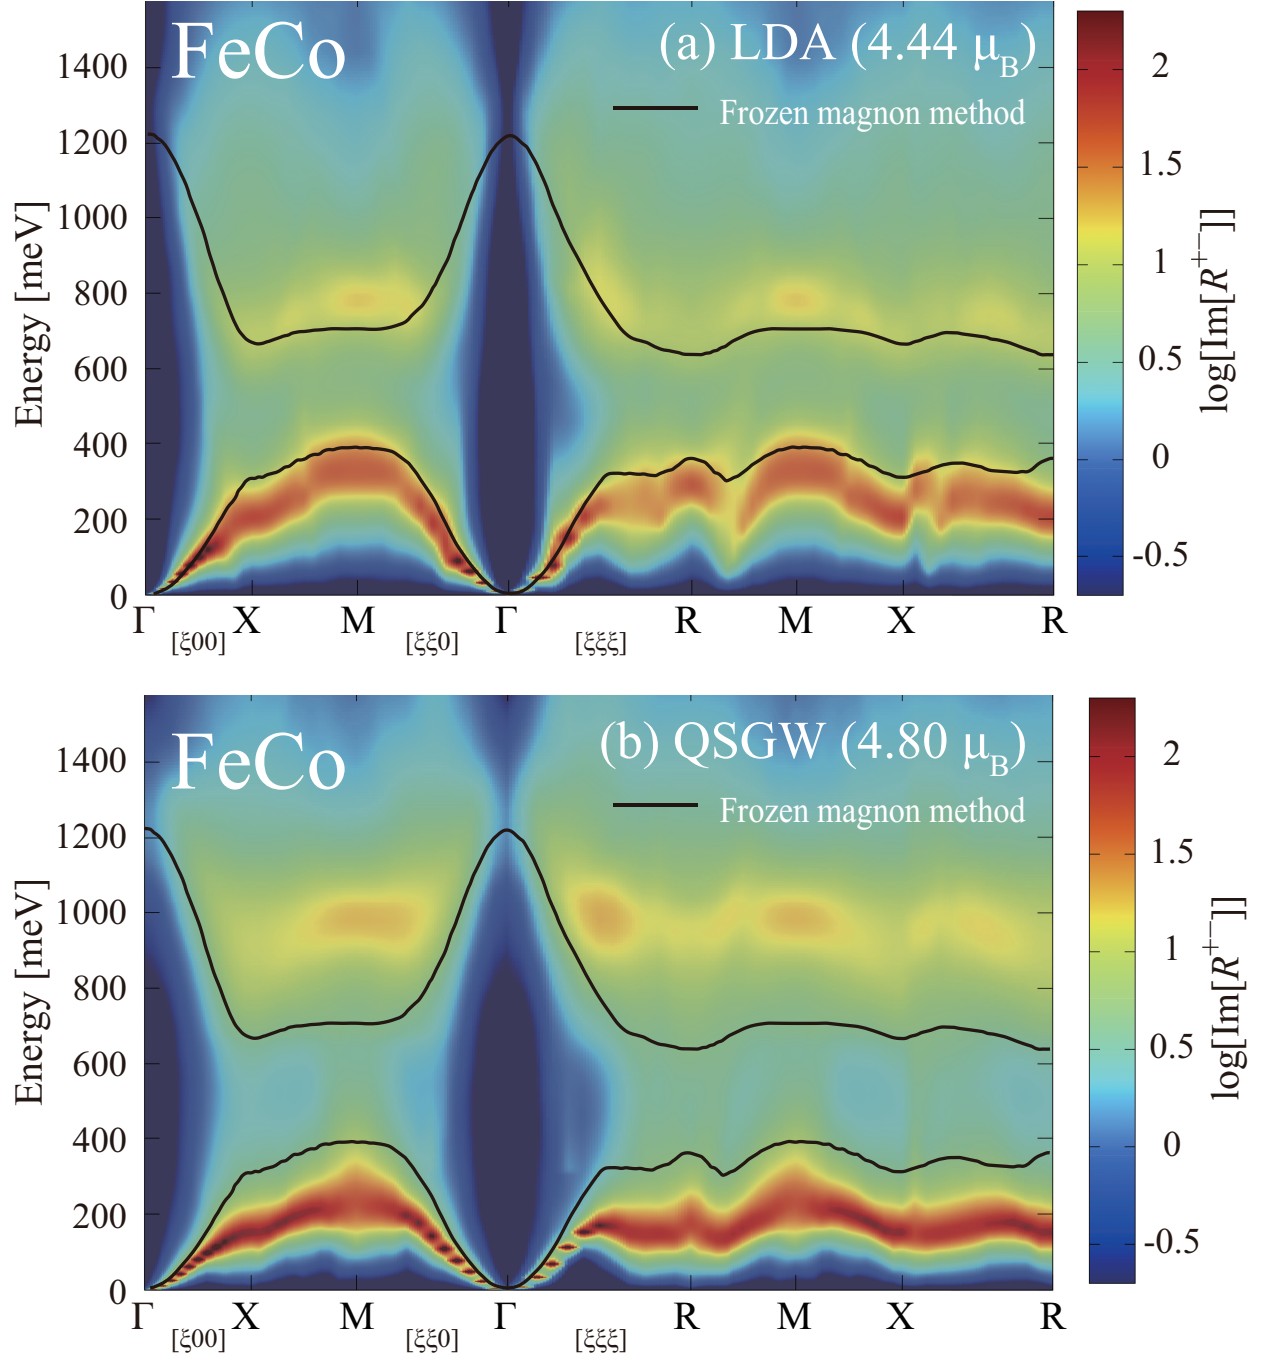 FeCo
(a) LDA (4.44 μB)
Frozen magnon method
Energy [meV]
1400
1200
1000
800
600
400
200
0
Γ X M Γ R M X R
[ξ00] [ξξ0] [ξξξ]
2
1.5
1
0.5
0
-0.5
log[Im[R+−]]
FeCo
(b) QSGW (4.80 μB)
Frozen magnon method
Energy [meV]
1400
1200
1000
800
600
400
200
0
Γ X M Γ R M X R
[ξ00] [ξξ0] [ξξξ]
2
1.5
1
0.5
0
-0.5
log[Im[R+−]]